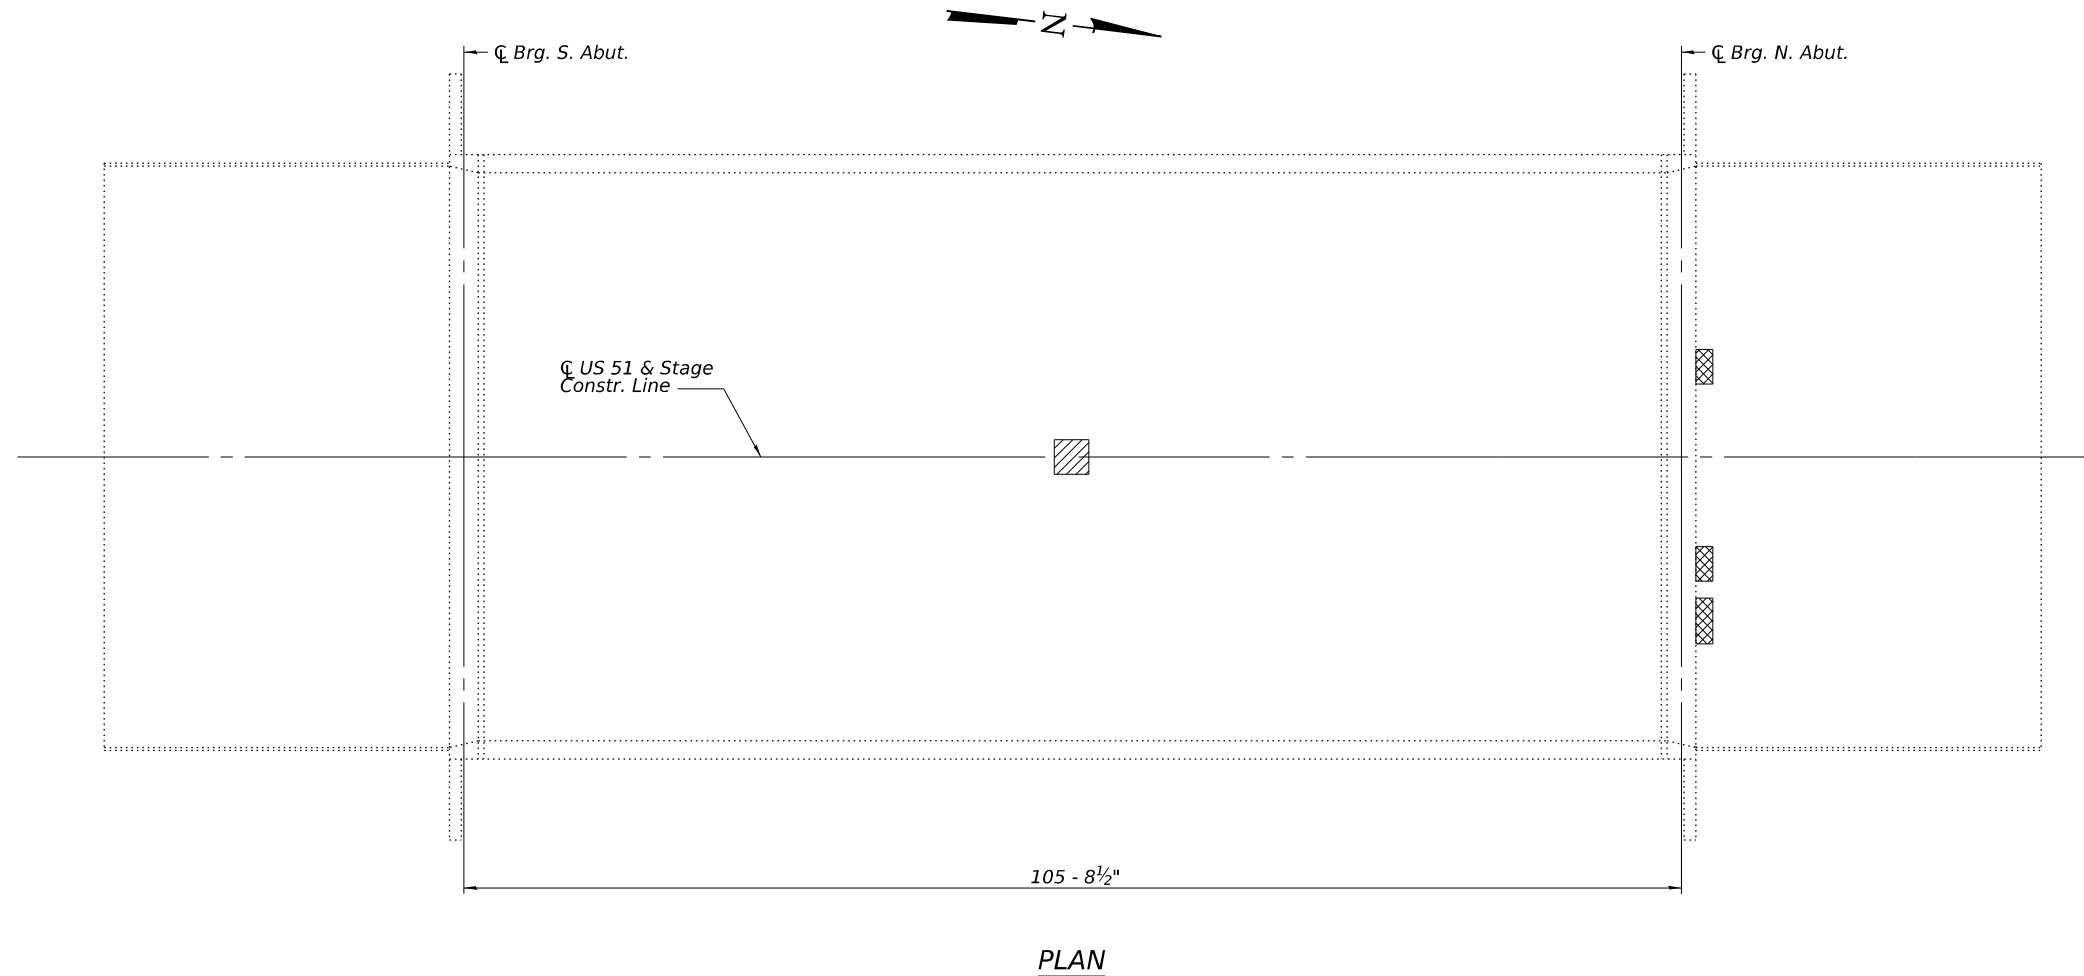 N
℄ Brg. S. Abut.
℄ Brg. N. Abut.
℄ US 51 & Stage
Constr. Line
105 - 8½"
PLAN